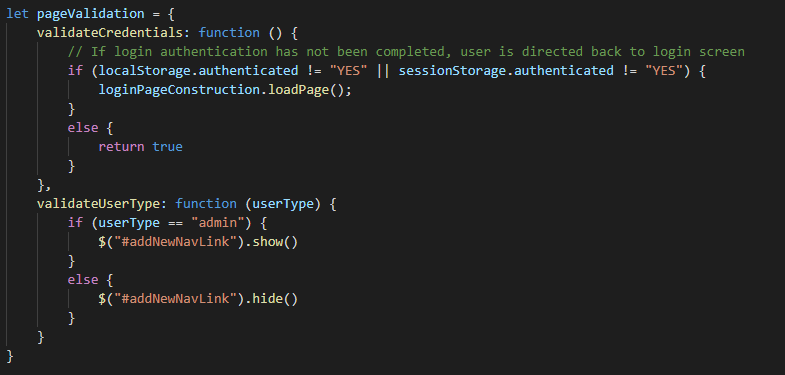 let pageValidation = {
    validateCredentials: function () {
        // If login authentication has not been completed, user is directed back to login screen
        if (localStorage.authenticated != "YES" || sessionStorage.authenticated != "YES") {
            loginPageConstruction.loadPage();
        }
        else {
            return true
        }
    },
    validateUserType: function (userType) {
        if (userType == "admin") {
            $("#addNewNavLink").show()
        }
        else {
            $("#addNewNavLink").hide()
        }
    }
}